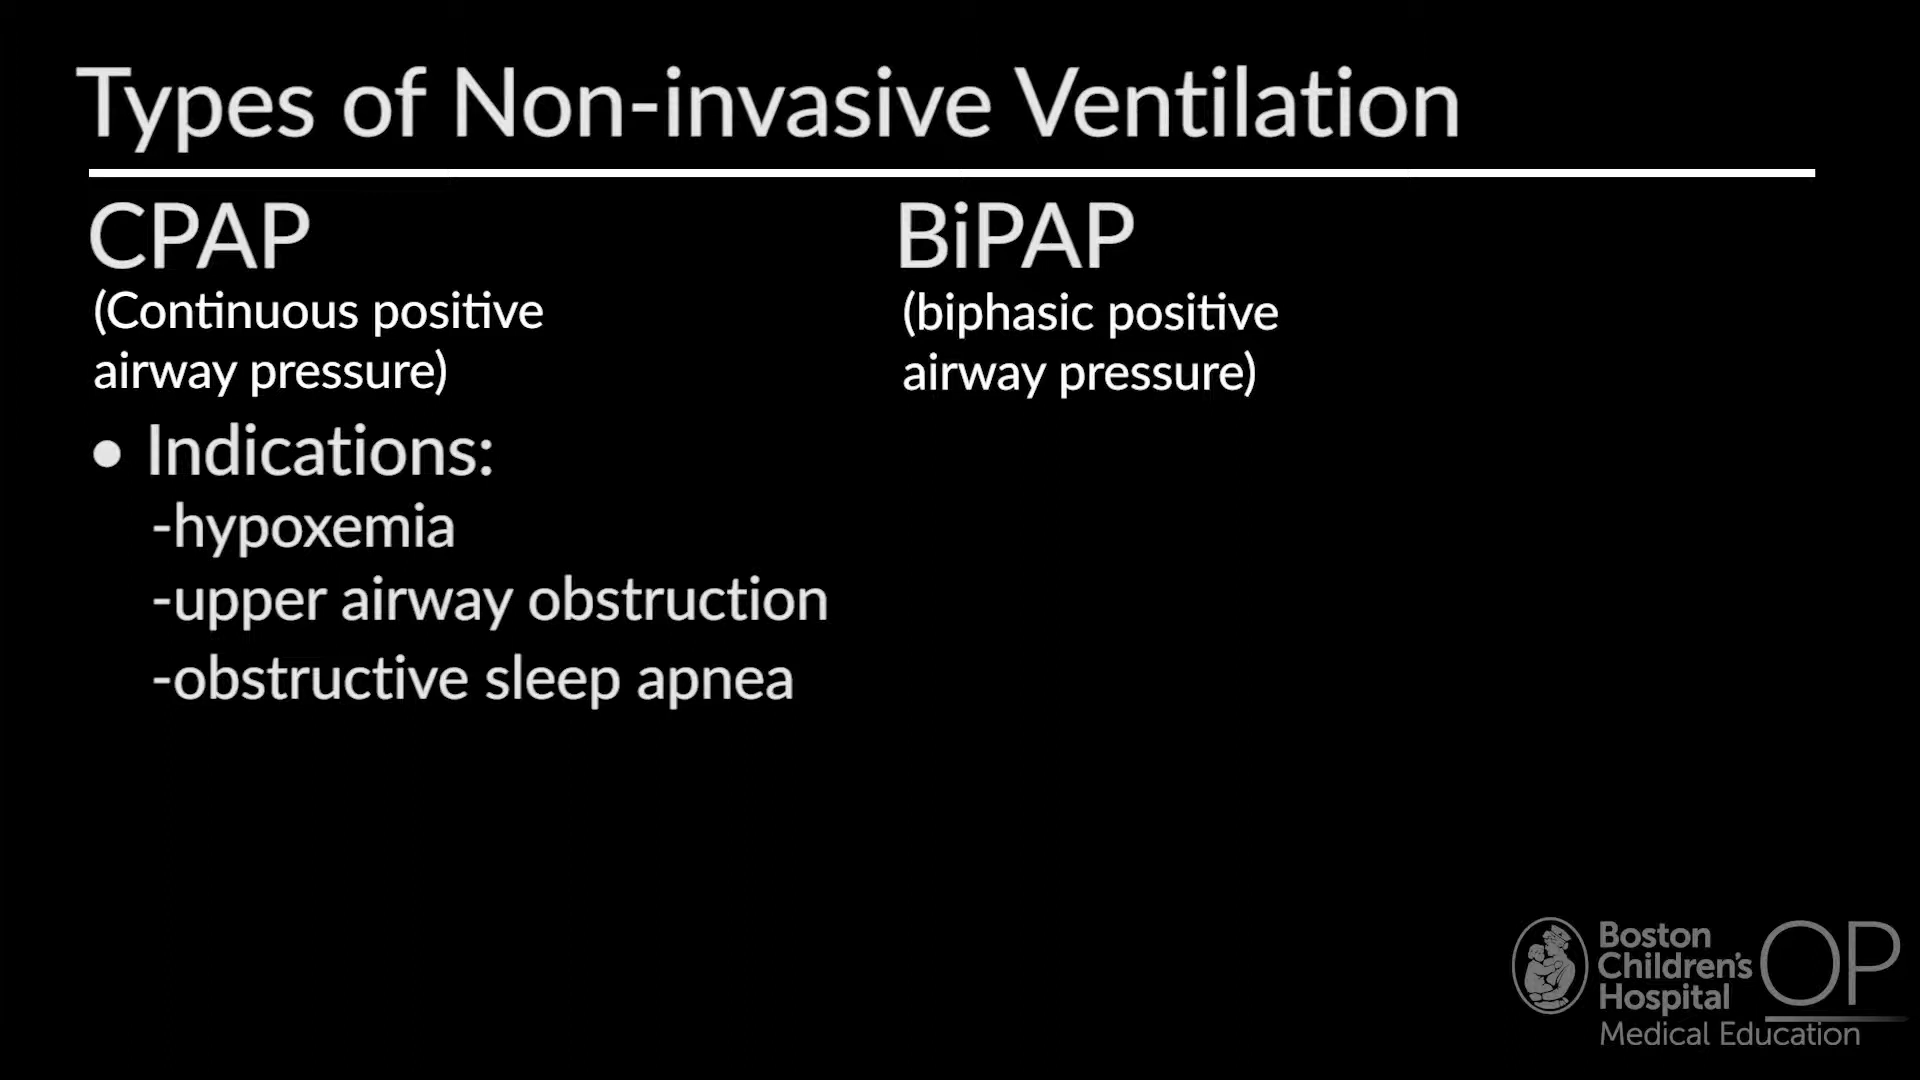 Types of Non-invasive Ventilation
CPAP
(Continuous positive
airway pressure)
• Indications:
-hypoxemia
-upper airway obstruction
-obstructive sleep apnea
BiPAP
(biphasic positive
airway pressure)
Boston
Children's
Hospital
Medical Education
OP